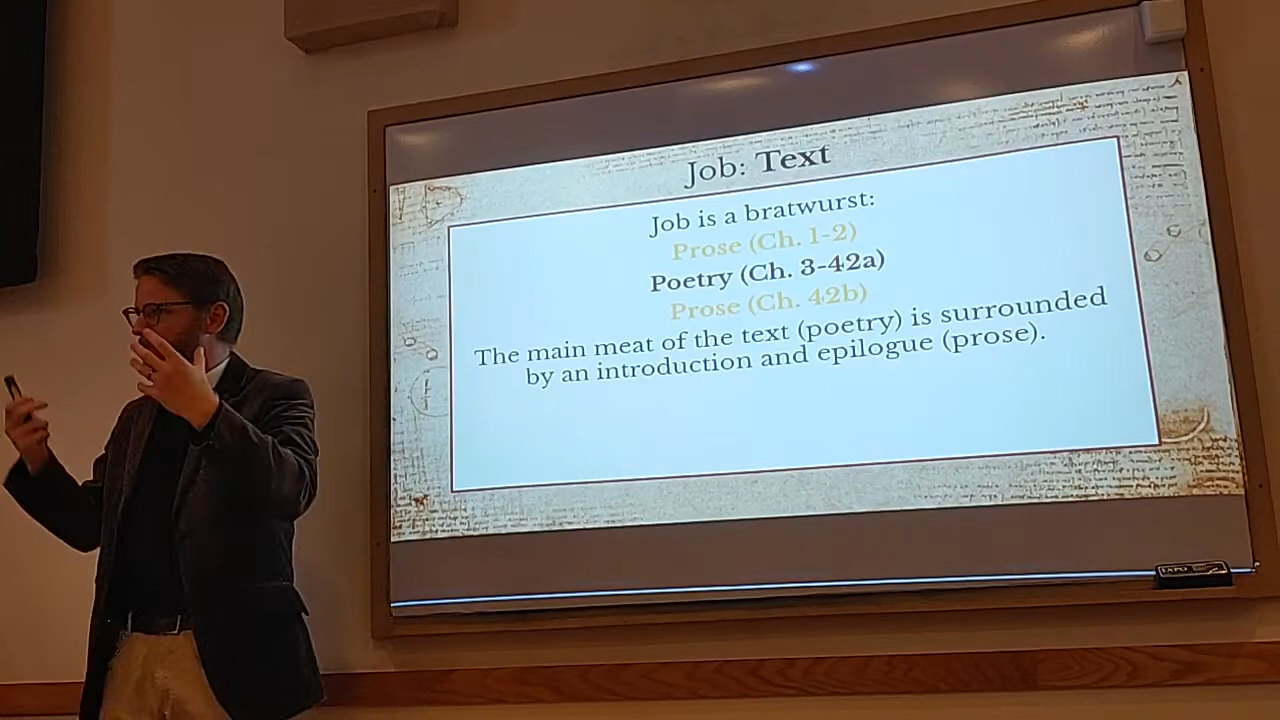 Job: Text
Job is a bratwurst:
Prose (Ch. 1-2)
Poetry (Ch. 3-42a)
Prose (Ch. 42b)
The main meat of the text (poetry) is surrounded
by an introduction and epilogue (prose).
EXPO